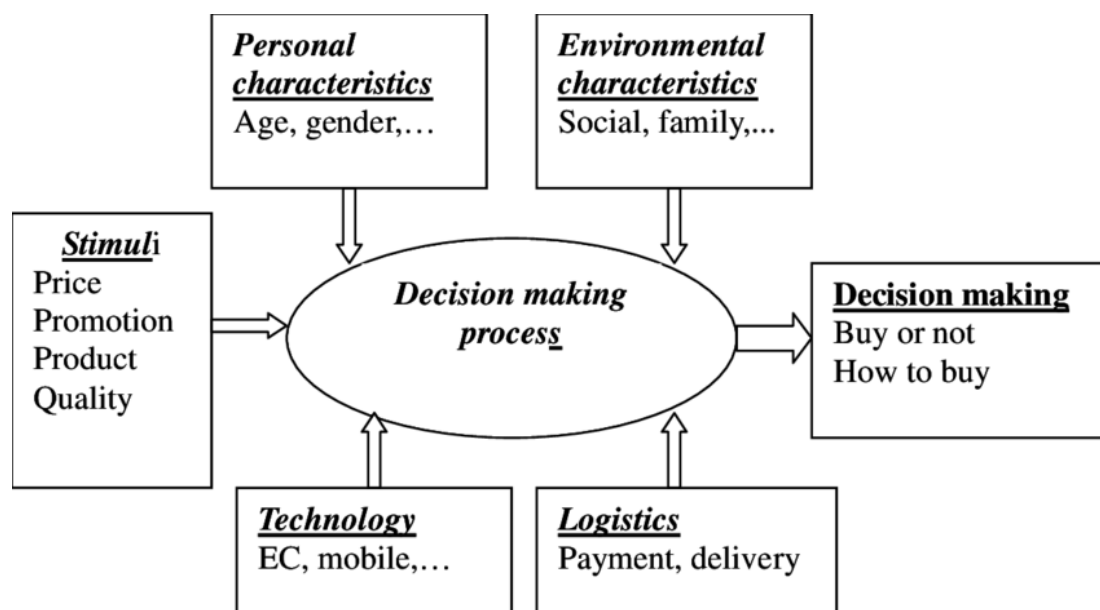 Personal
characteristics
Age, gender,…
Environmental
characteristics
Social, family,...
Stimuli
Price
Promotion
Product
Quality
Decision making
process
Decision making
Buy or not
How to buy
Technology
EC, mobile,…
Logistics
Payment, delivery